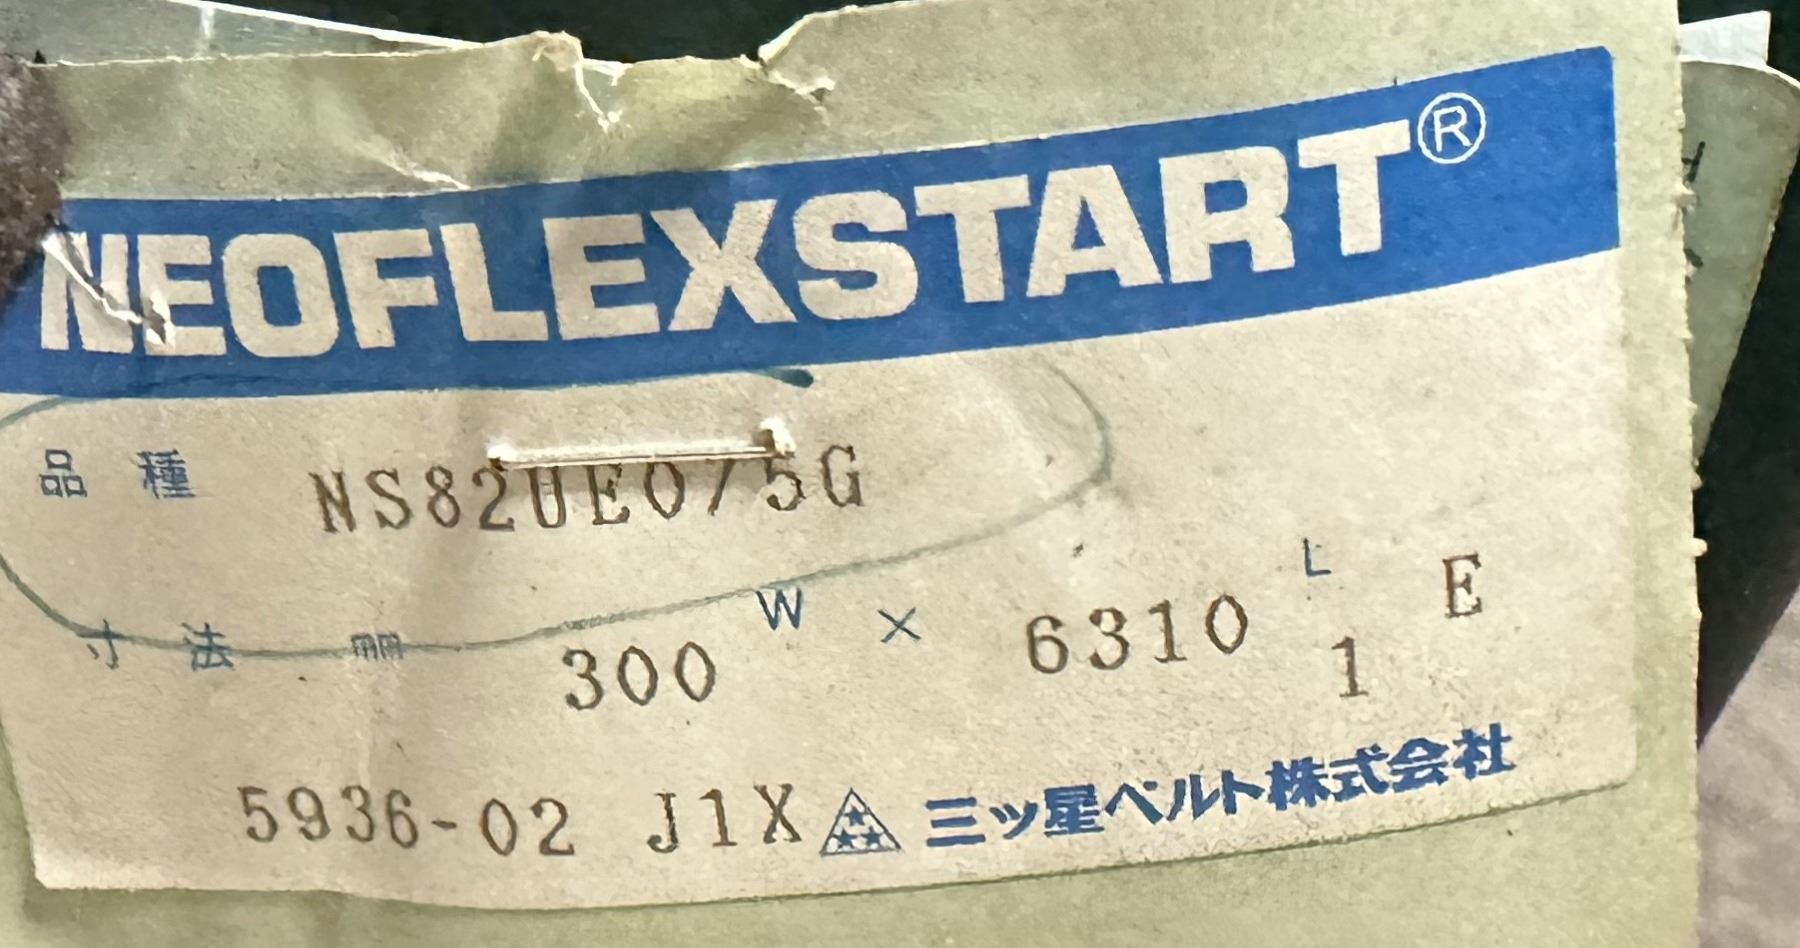 NEOFLEXSTART®
品種 NS82UE075G
寸法 mm 300 W × 6310 L 1 E
5936-02 J1X 三ツ星ベルト株式会社